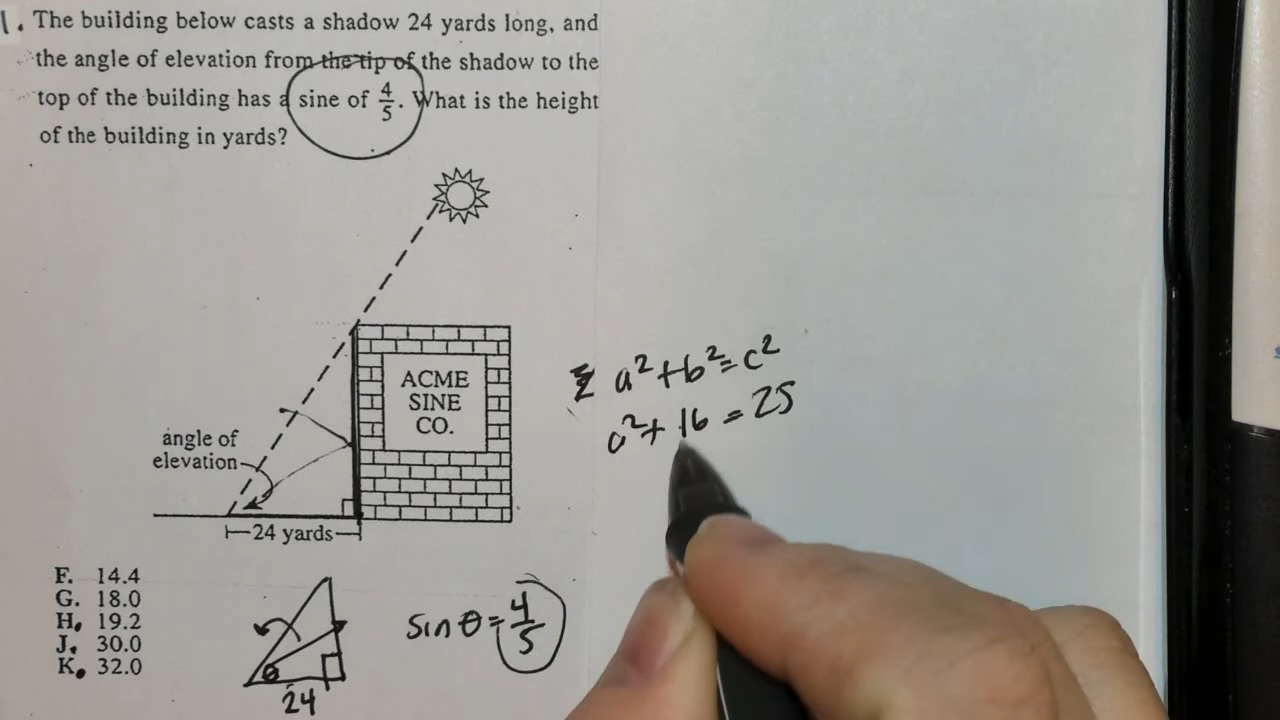 1. The building below casts a shadow 24 yards long, and
the angle of elevation from the tip of the shadow to the
top of the building has a sine of 4/5. What is the height
of the building in yards?
ACME
SINE
CO.
angle of
elevation
24 yards
F. 14.4
G. 18.0
H. 19.2
J. 30.0
K. 32.0
θ
24
sin θ = 4/5
a² + b² = c²
a² + 16 = 25